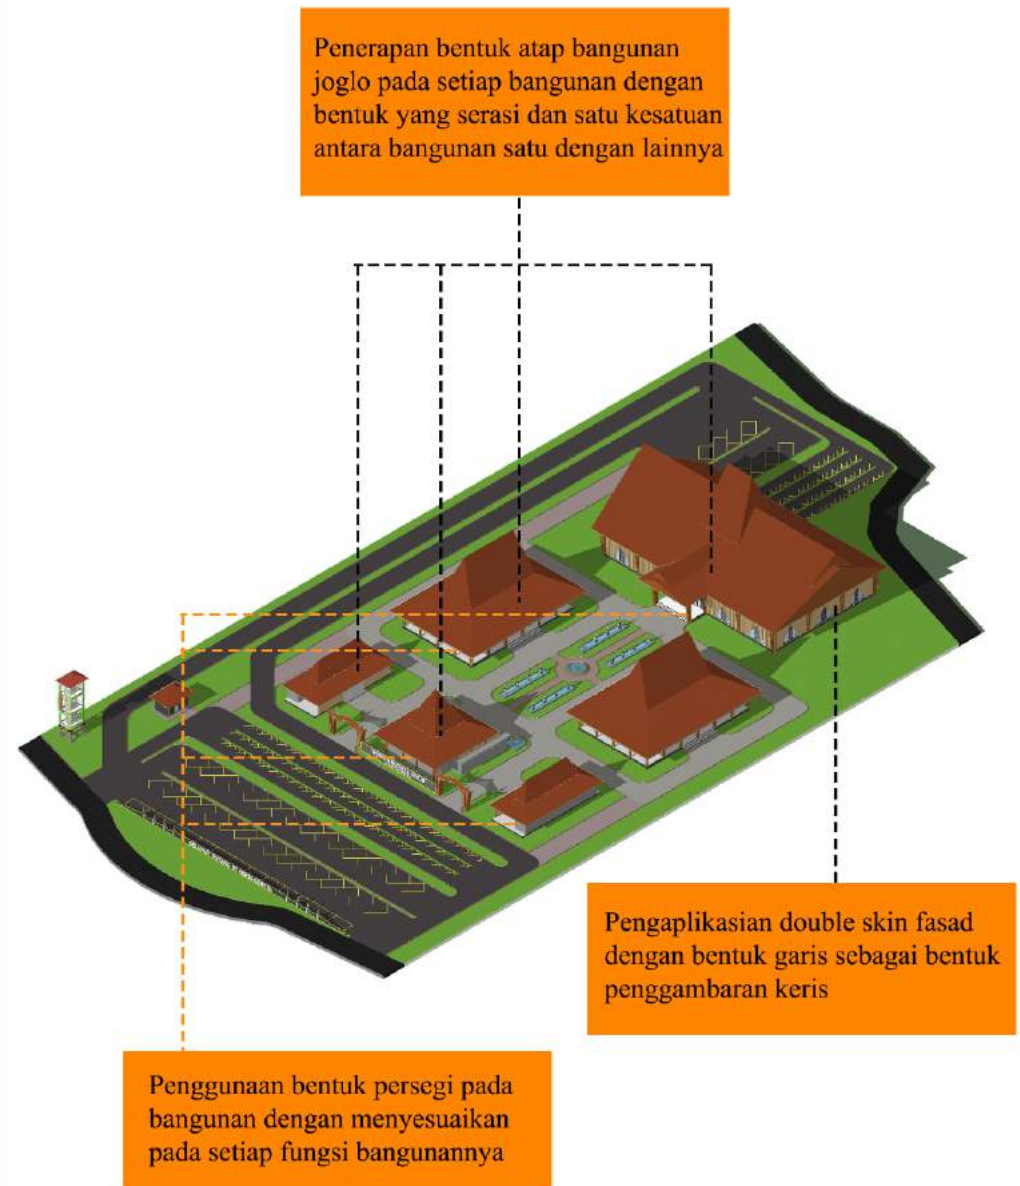 Penerapan bentuk atap bangunan
joglo pada setiap bangunan dengan
bentuk yang serasi dan satu kesatuan
antara bangunan satu dengan lainnya
Pengaplikasian double skin fasad
dengan bentuk garis sebagai bentuk
penggambaran keris
Penggunaan bentuk persegi pada
bangunan dengan menyesuaikan
pada setiap fungsi bangunannya